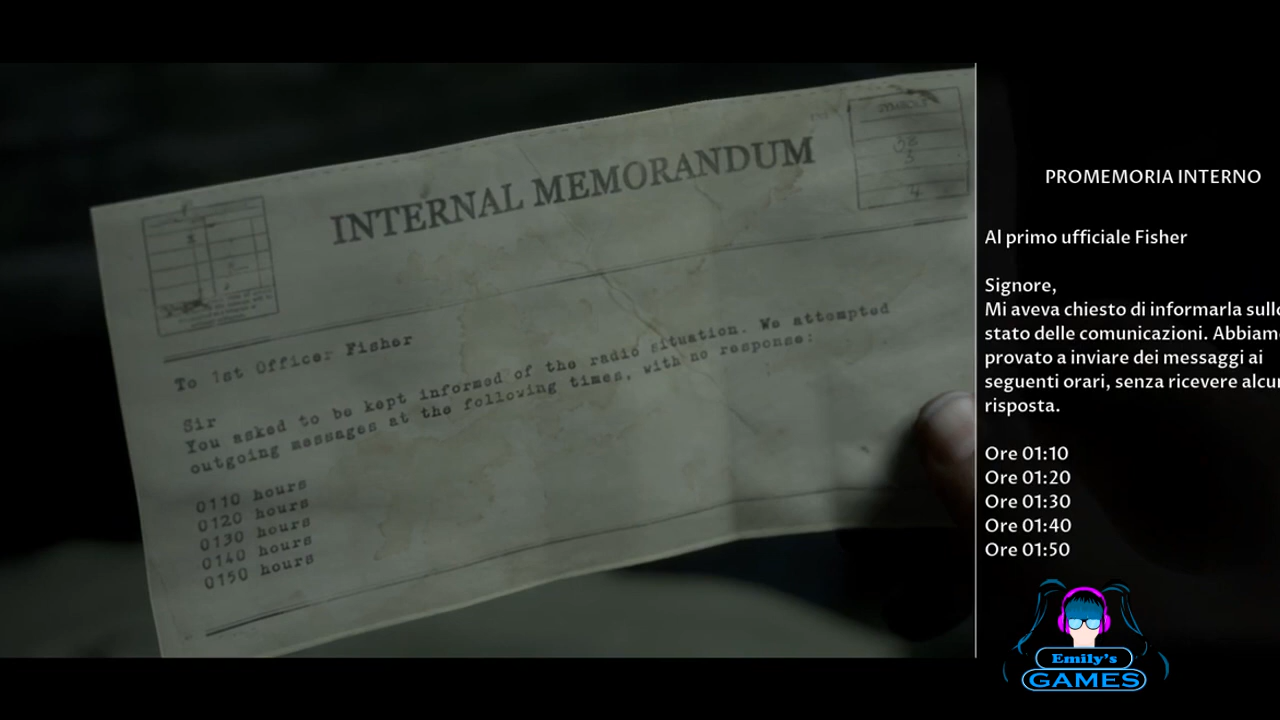 INTERNAL MEMORANDUM
To 1st Officer Fisher
Sir
You asked to be kept informed of the radio situation. We attempted
outgoing messages at the following times, with no response:
0110 hours
0120 hours
0130 hours
0140 hours
0150 hours
PROMEMORIA INTERNO
Al primo ufficiale Fisher
Signore,
Mi aveva chiesto di informarla sullo
stato delle comunicazioni. Abbiamo
provato a inviare dei messaggi ai
seguenti orari, senza ricevere alcun
risposta.
Ore 01:10
Ore 01:20
Ore 01:30
Ore 01:40
Ore 01:50
Emily's
GAMES